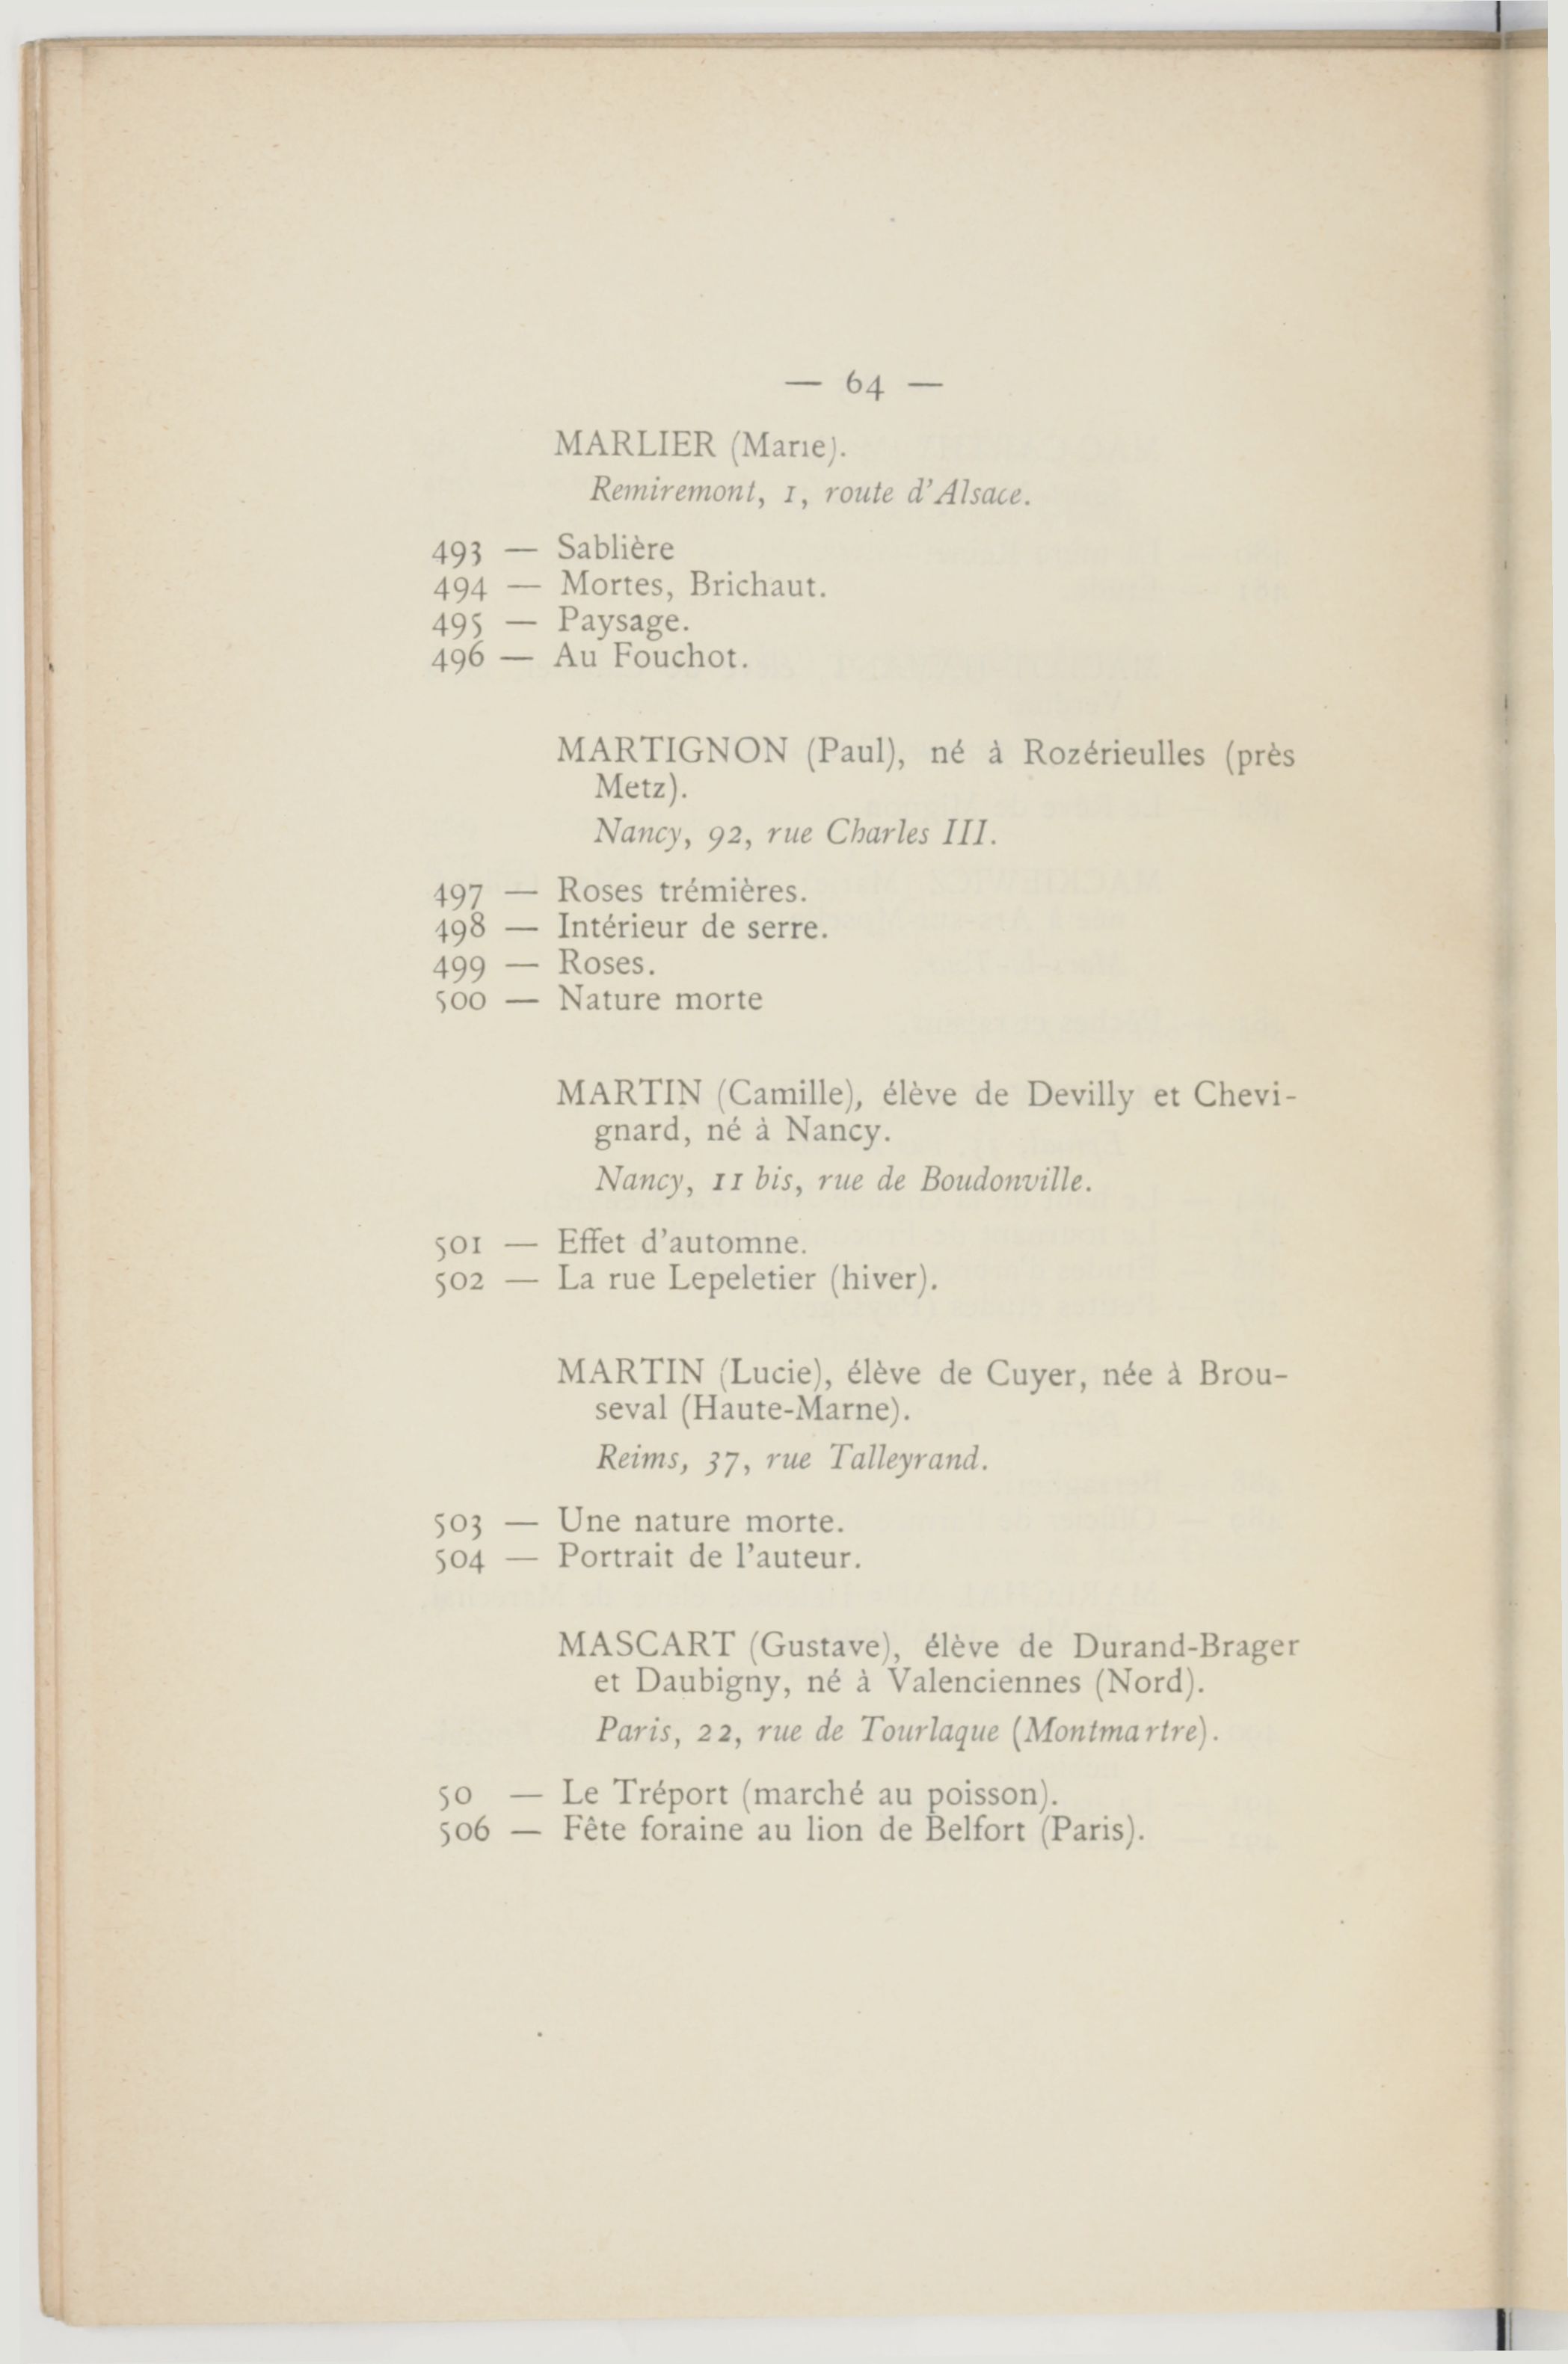 — 64 —
MARLIER (Marie).
Remiremont, 1, route d'Alsace.
493 — Sablière
494 — Mortes, Brichaut.
495 — Paysage.
496 — Au Fouchot.
MARTIGNON (Paul), né à Rozérieulles (près
Metz).
Nancy, 92, rue Charles III.
497 — Roses trémières.
498 — Intérieur de serre.
499 — Roses.
500 — Nature morte
MARTIN (Camille), élève de Devilly et Chevi-
gnard, né à Nancy.
Nancy, 11 bis, rue de Boudonville.
501 — Effet d'automne.
502 — La rue Lepeletier (hiver).
MARTIN (Lucie), élève de Cuyer, née à Brou-
seval (Haute-Marne).
Reims, 37, rue Talleyrand.
503 — Une nature morte.
504 — Portrait de l'auteur.
MASCART (Gustave), élève de Durand-Brager
et Daubigny, né à Valenciennes (Nord).
Paris, 22, rue de Tourlaque (Montmartre).
50 — Le Tréport (marché au poisson).
506 — Fête foraine au lion de Belfort (Paris).